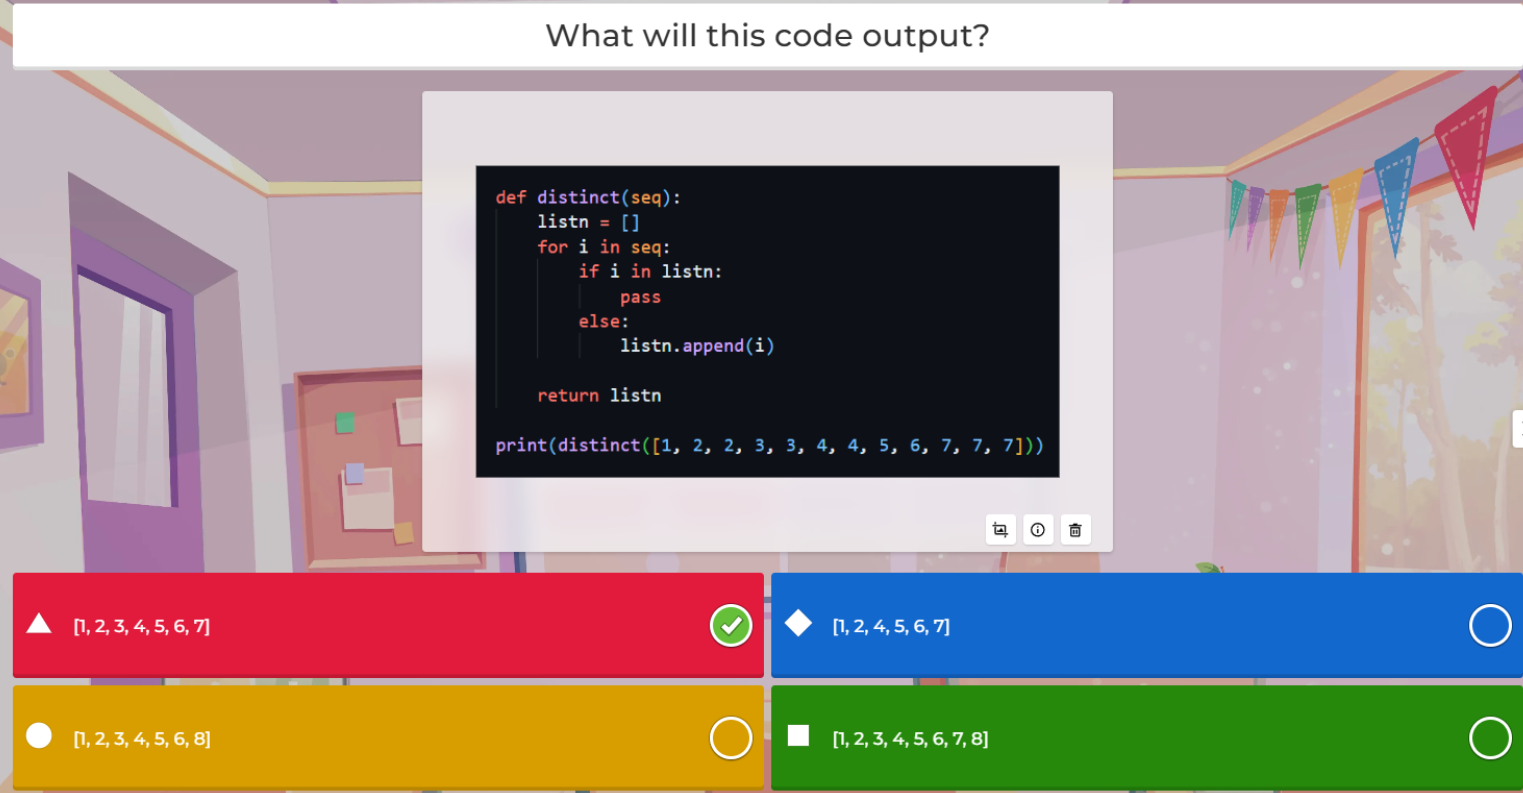 What will this code output?
def distinct(seq):
    listn = []
    for i in seq:
        if i in listn:
            pass
        else:
            listn.append(i)
    return listn
print(distinct([1, 2, 2, 3, 3, 4, 4, 5, 6, 7, 7, 7]))
[1, 2, 3, 4, 5, 6, 7]
[1, 2, 4, 5, 6, 7]
[1, 2, 3, 4, 5, 6, 8]
[1, 2, 3, 4, 5, 6, 7, 8]